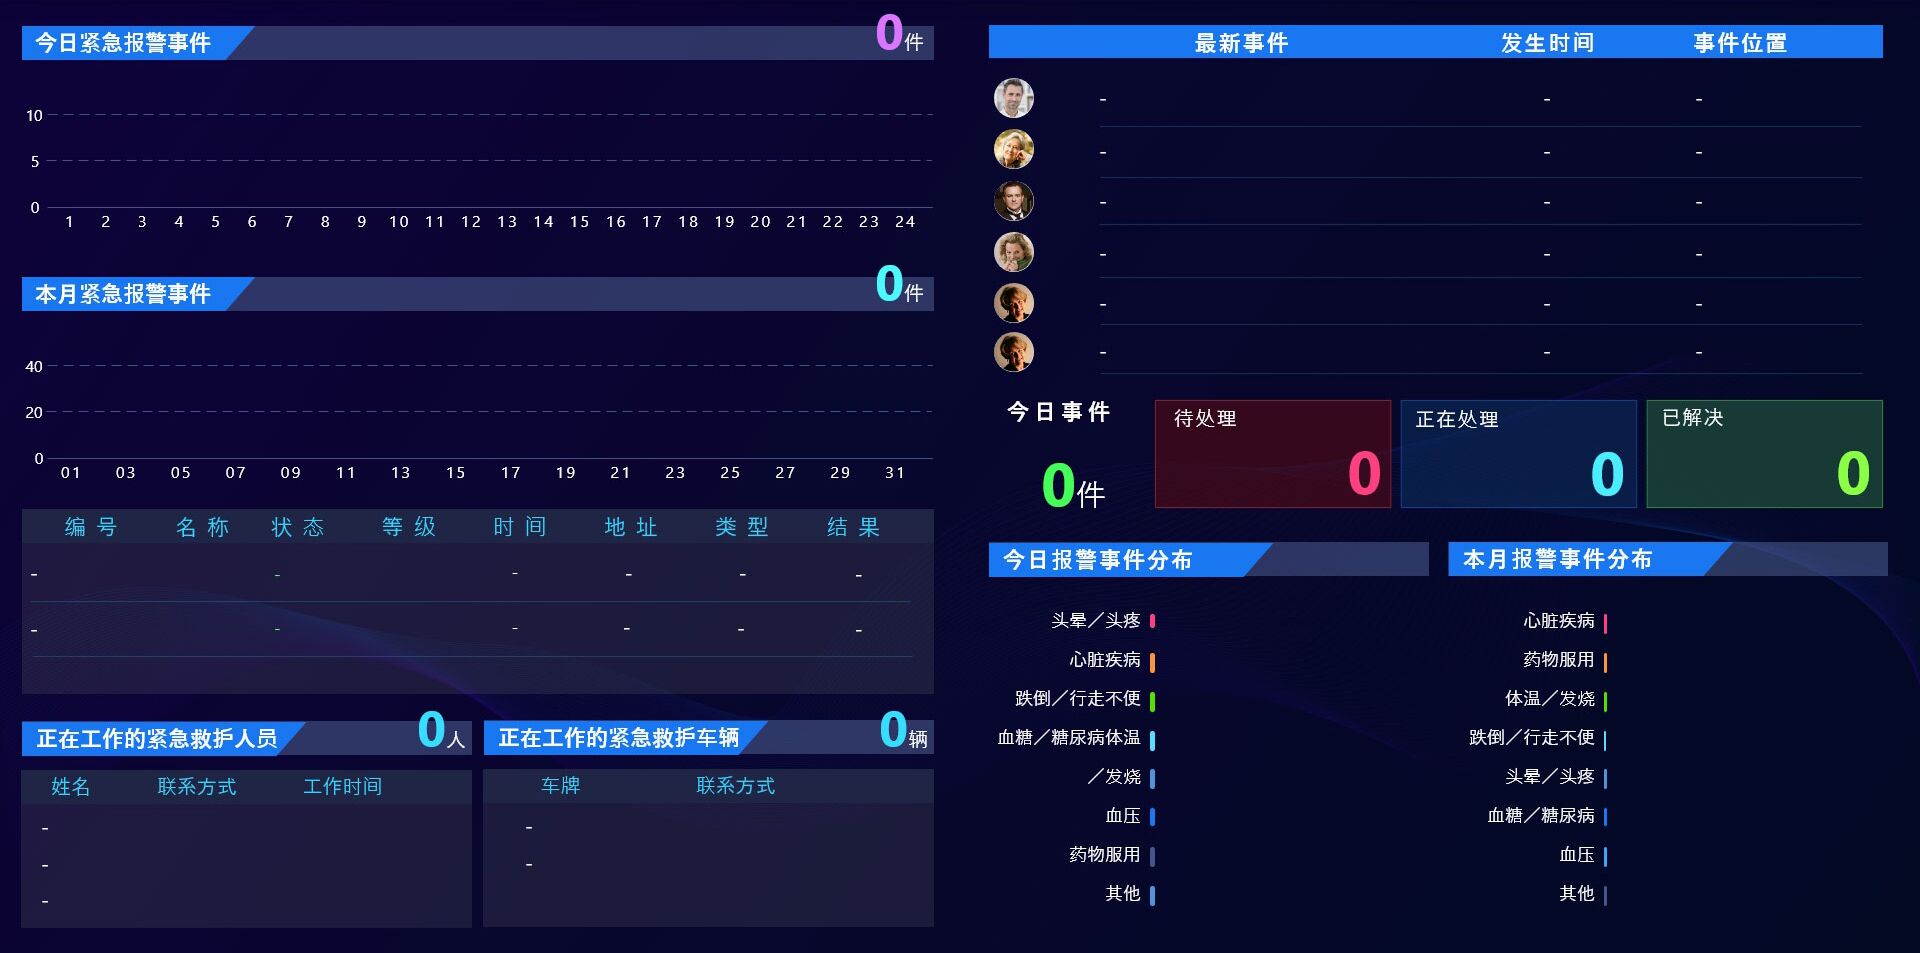 今日紧急报警事件
0件
10
5
0
1 2 3 4 5 6 7 8 9 10 11 12 13 14 15 16 17 18 19 20 21 22 23 24
本月紧急报警事件
0件
40
20
0
01 03 05 07 09 11 13 15 17 19 21 23 25 27 29 31
编号 名称 状态 等级 时间 地址 类型 结果
- - - - - -
- - - - - -
正在工作的紧急救护人员
0人
姓名 联系方式 工作时间
-
-
-
正在工作的紧急救护车辆
0辆
车牌 联系方式
-
-
最新事件 发生时间 事件位置
- - -
- - -
- - -
- - -
- - -
- - -
今日事件
0件
待处理
0
正在处理
0
已解决
0
今日报警事件分布
头晕／头疼
心脏疾病
跌倒／行走不便
血糖／糖尿病体温
／发烧
血压
药物服用
其他
本月报警事件分布
心脏疾病
药物服用
体温／发烧
跌倒／行走不便
头晕／头疼
血糖／糖尿病
血压
其他